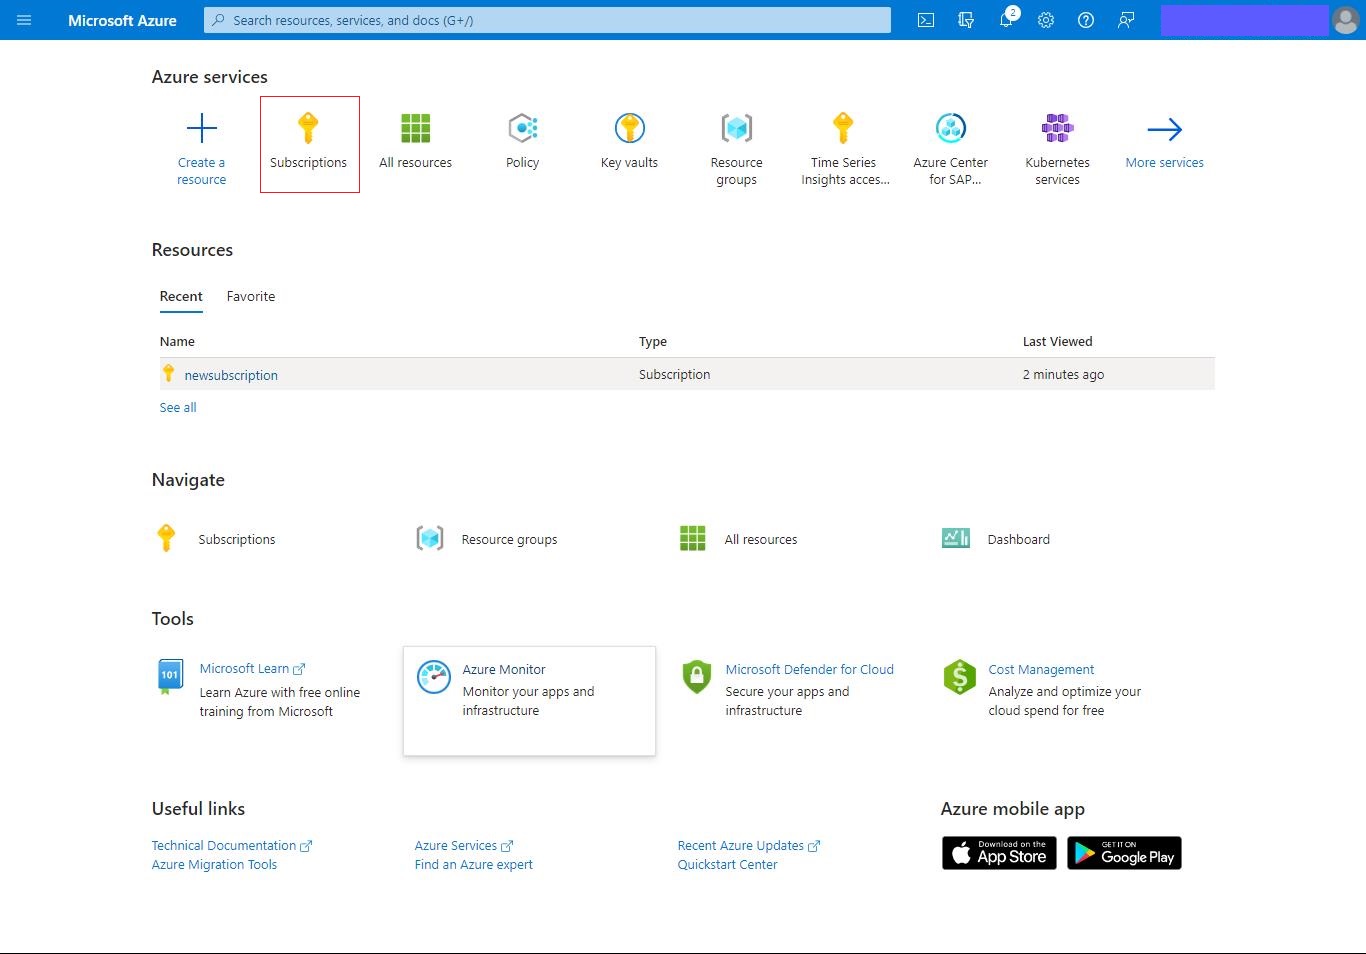 Microsoft Azure
Search resources, services, and docs (G+/)
2
Azure services
Create a
resource
Subscriptions
All resources
Policy
Key vaults
Resource
groups
Time Series
Insights acces...
Azure Center
for SAP...
Kubernetes
services
More services
Resources
Recent
Favorite
Name
Type
Last Viewed
newsubscription
Subscription
2 minutes ago
See all
Navigate
Subscriptions
Resource groups
All resources
Dashboard
Tools
101
Microsoft Learn
Learn Azure with free online
training from Microsoft
Azure Monitor
Monitor your apps and
infrastructure
Microsoft Defender for Cloud
Secure your apps and
infrastructure
$
Cost Management
Analyze and optimize your
cloud spend for free
Useful links
Technical Documentation
Azure Migration Tools
Azure Services
Find an Azure expert
Recent Azure Updates
Quickstart Center
Azure mobile app
Download on the
App Store
GET IT ON
Google Play